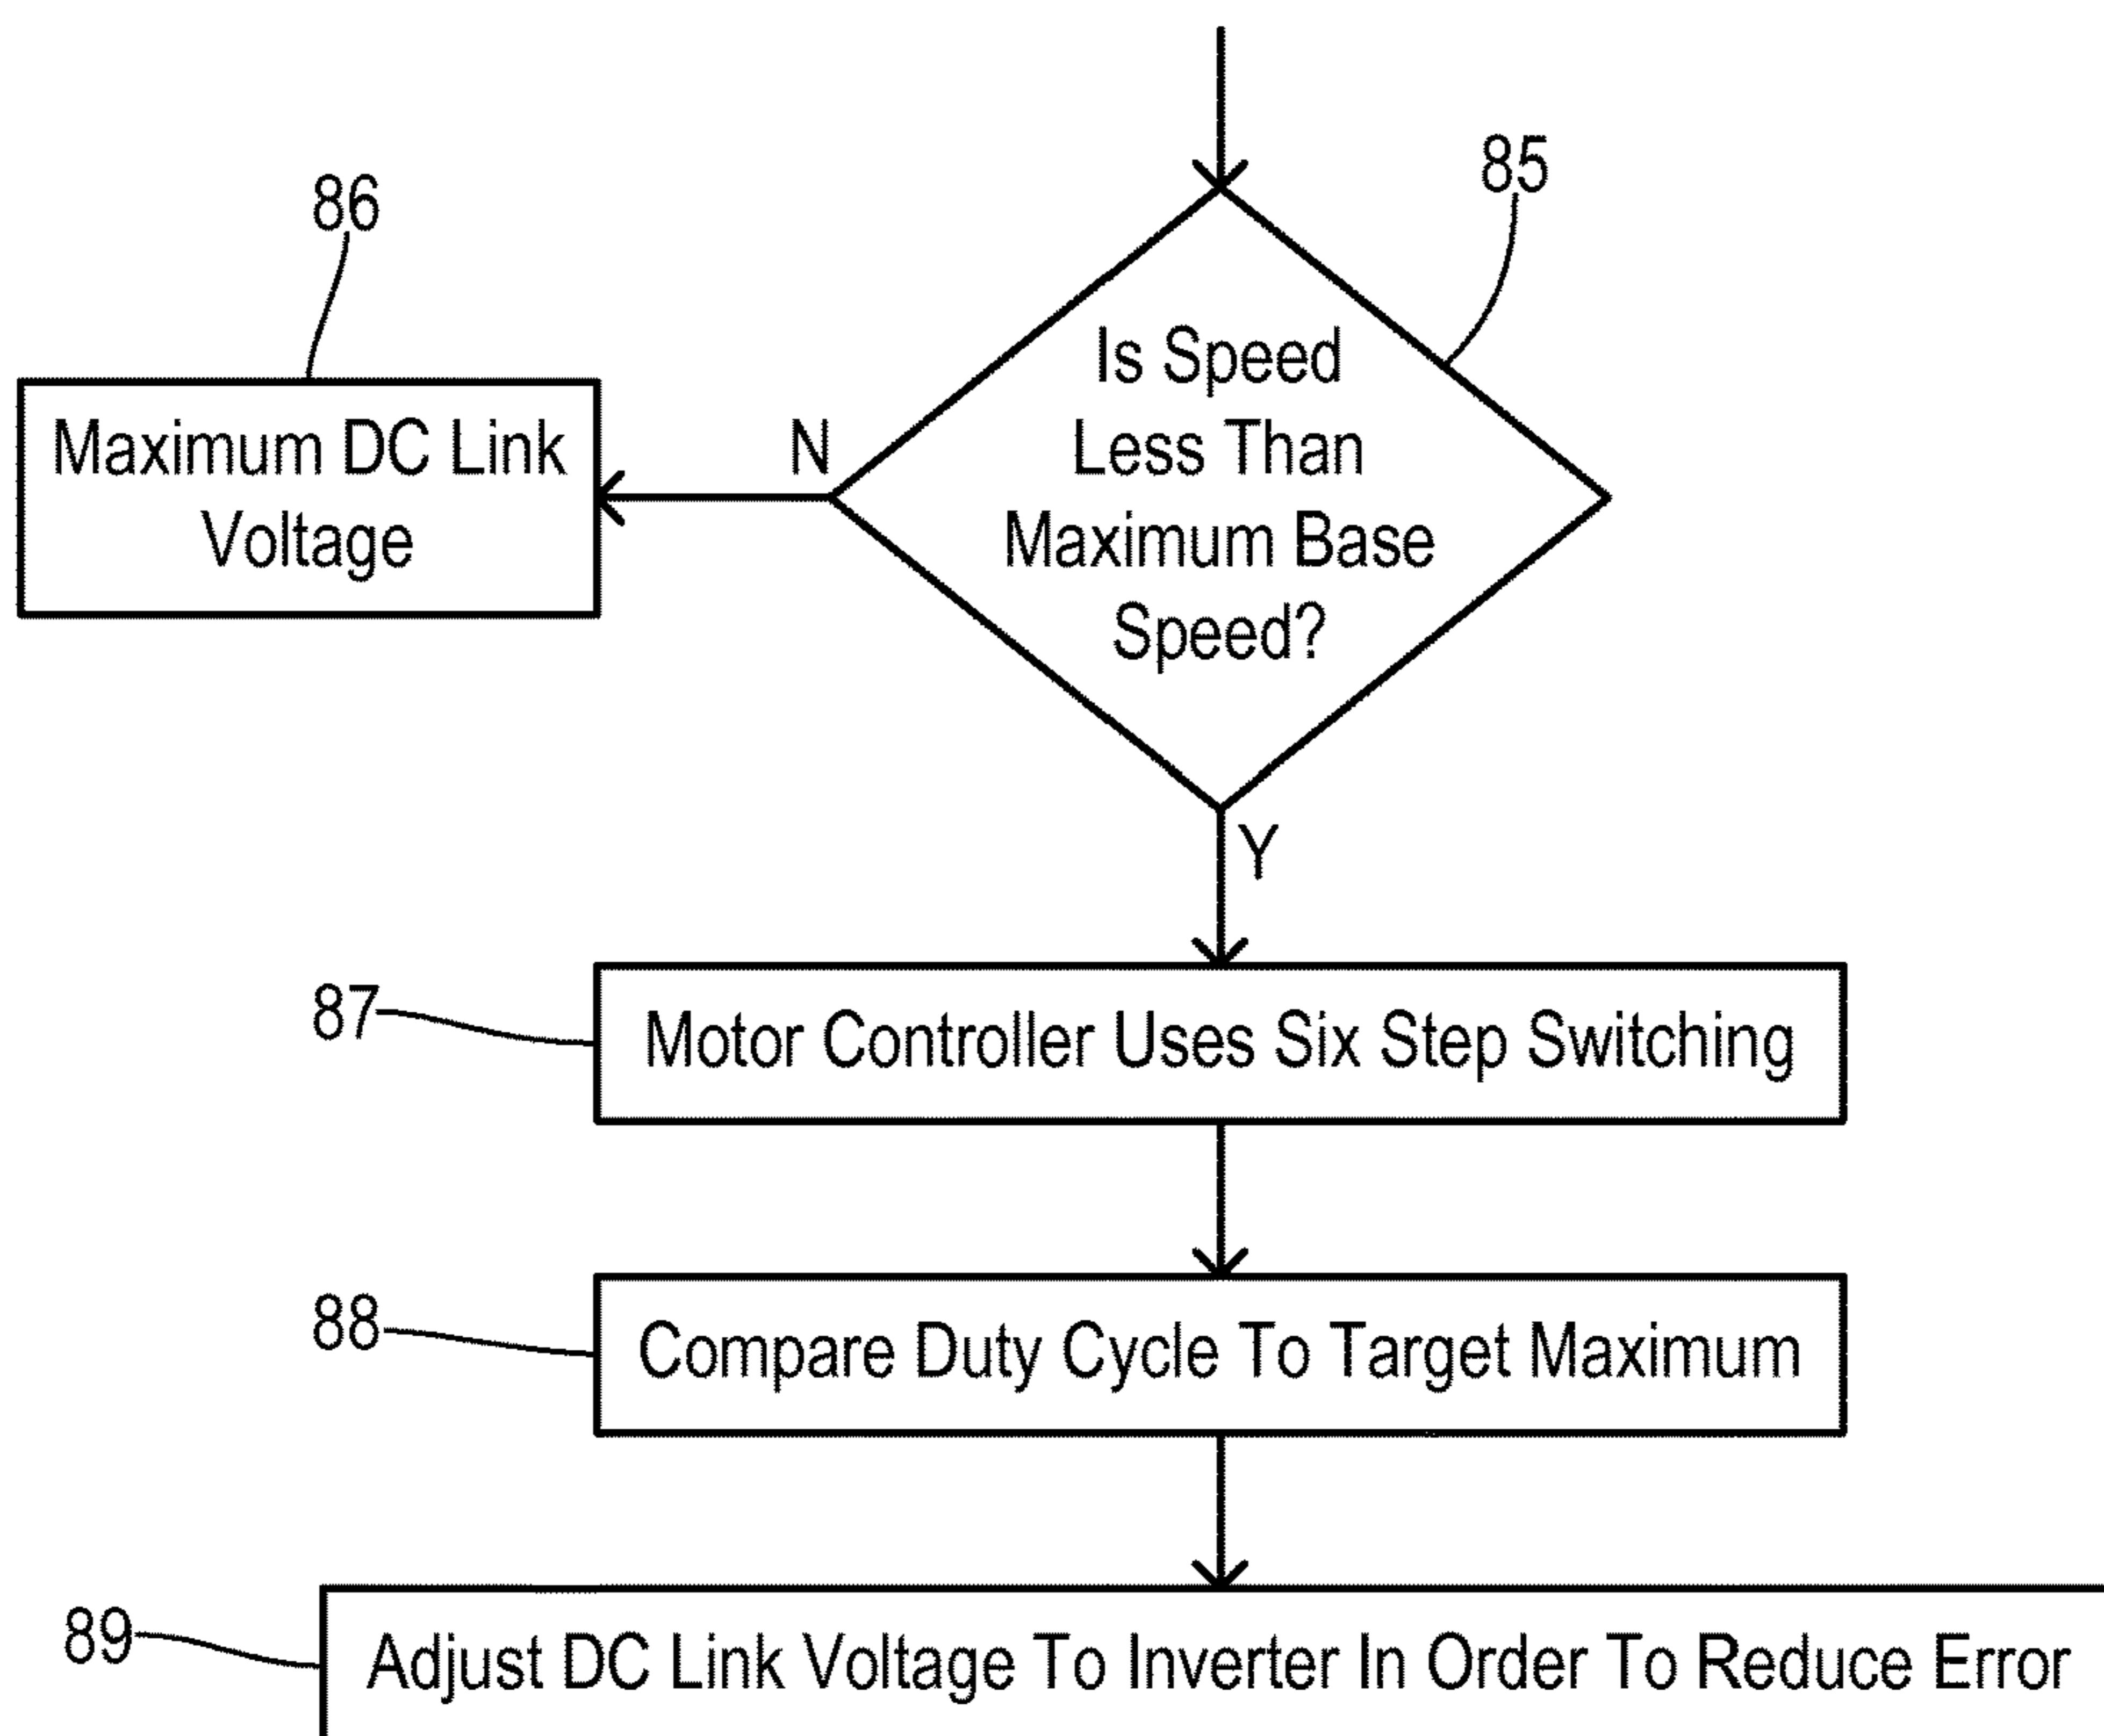 85
86
Is Speed
Less Than
Maximum Base
Speed?
N
Maximum DC Link
Voltage
Y
87
Motor Controller Uses Six Step Switching
88
Compare Duty Cycle To Target Maximum
89
Adjust DC Link Voltage To Inverter In Order To Reduce Error